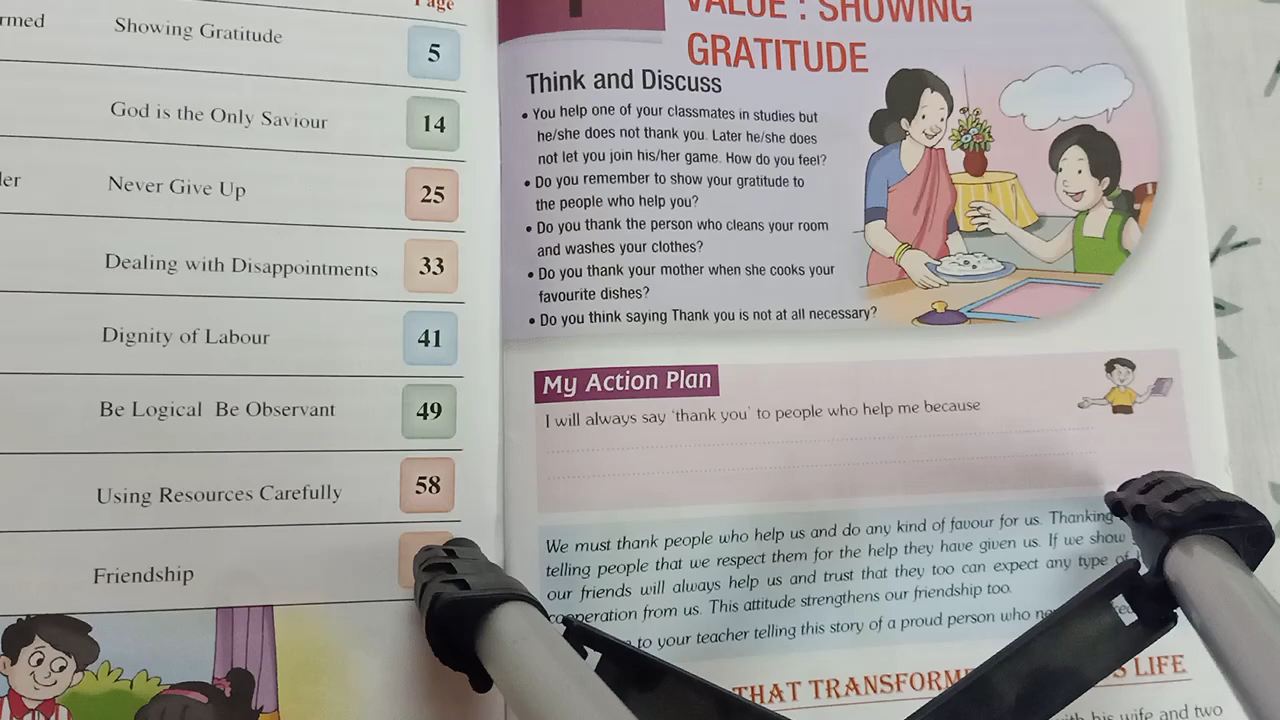 Page
rmed Showing Gratitude 5
God is the Only Saviour 14
ler Never Give Up 25
Dealing with Disappointments 33
Dignity of Labour 41
Be Logical Be Observant 49
Using Resources Carefully 58
Friendship
VALUE : SHOWING
GRATITUDE
Think and Discuss
• You help one of your classmates in studies but
he/she does not thank you. Later he/she does
not let you join his/her game. How do you feel?
• Do you remember to show your gratitude to
the people who help you?
• Do you thank the person who cleans your room
and washes your clothes?
• Do you thank your mother when she cooks your
favourite dishes?
• Do you think saying Thank you is not at all necessary?
My Action Plan
I will always say 'thank you' to people who help me because
We must thank people who help us and do any kind of favour for us. Thanking
telling people that we respect them for the help they have given us. If we show
our friends will always help us and trust that they too can expect any type of
cooperation from us. This attitude strengthens our friendship too.
to your teacher telling this story of a proud person who
THAT TRANSFORM LIFE
his wife and two